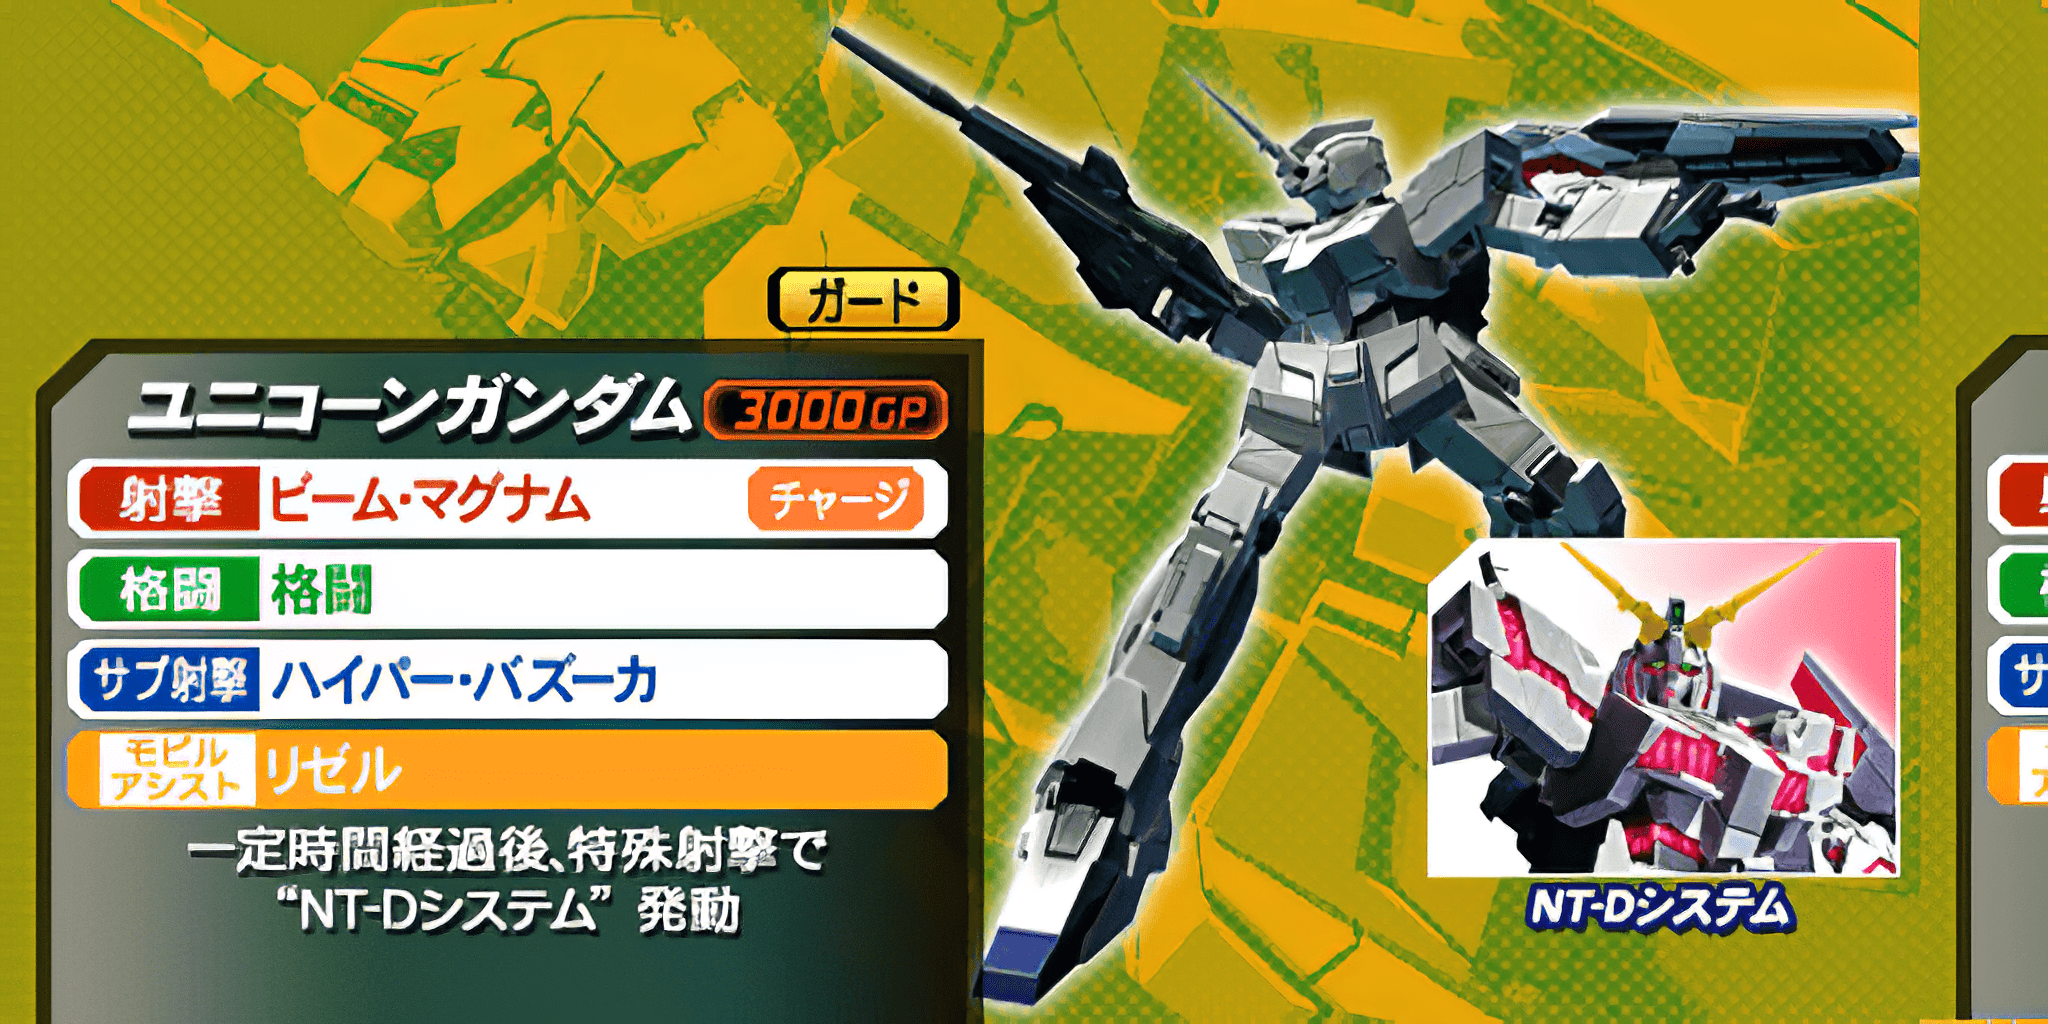 ガード
ユニコーンガンダム 3000GP
射撃 ビーム・マグナム チャージ
格闘 格闘
サブ射撃 ハイパー・バズーカ
モビル
アシスト リゼル
一定時間経過後、特殊射撃で
“NT-Dシステム” 発動
NT-Dシステム
サ